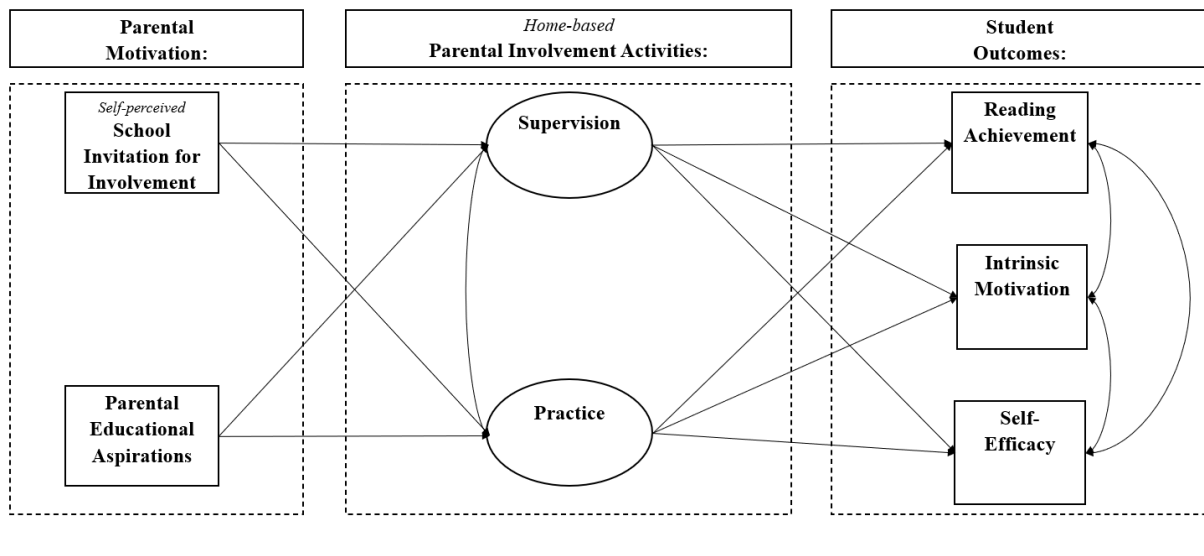 Parental
Motivation:
Home-based
Parental Involvement Activities:
Student
Outcomes:
Self-perceived
School
Invitation for
Involvement
Parental
Educational
Aspirations
Supervision
Practice
Reading
Achievement
Intrinsic
Motivation
Self-
Efficacy